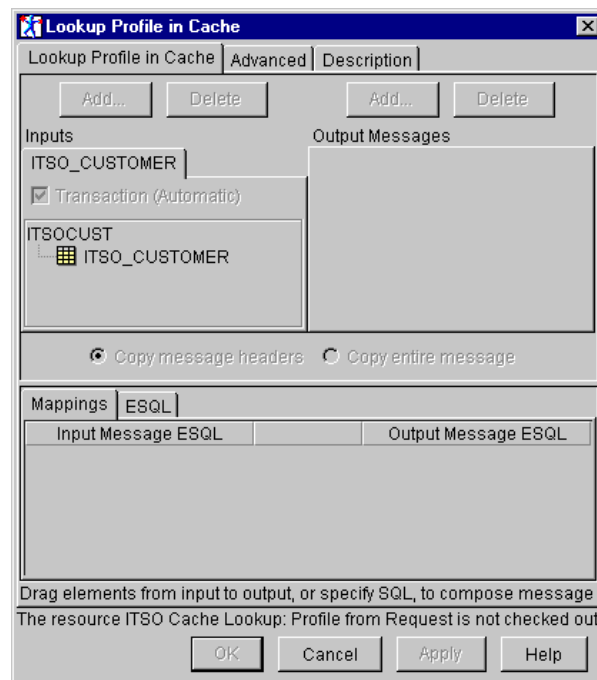 Lookup Profile in Cache
Lookup Profile in Cache Advanced Description
Add... Delete Add... Delete
Inputs Output Messages
ITSO_CUSTOMER
Transaction (Automatic)
ITSOCUST
ITSO_CUSTOMER
Copy message headers Copy entire message
Mappings ESQL
Input Message ESQL Output Message ESQL
Drag elements from input to output, or specify SQL, to compose message
The resource ITSO Cache Lookup: Profile from Request is not checked out
OK Cancel Apply Help